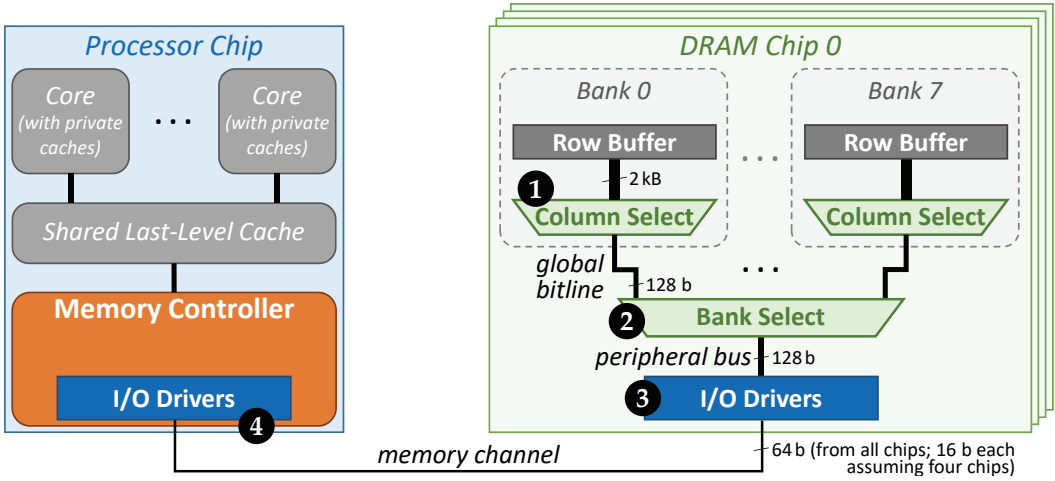 Processor Chip
Core
(with private
caches)
...
Core
(with private
caches)
Shared Last-Level Cache
Memory Controller
I/O Drivers
4
memory channel
DRAM Chip 0
Bank 0
Row Buffer
2 kB
1
Column Select
...
Bank 7
Row Buffer
Column Select
global
bitline
128 b
...
2
Bank Select
peripheral bus
128 b
3
I/O Drivers
64 b (from all chips; 16 b each
assuming four chips)